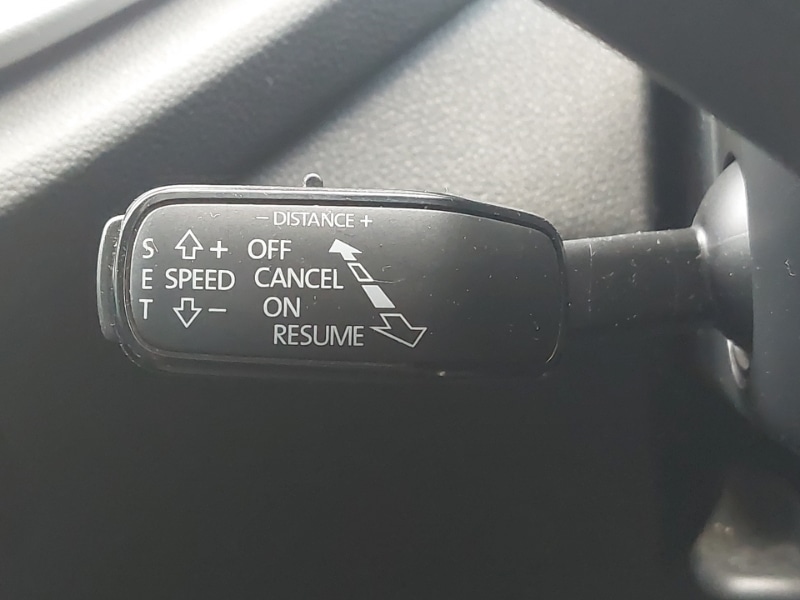 − DISTANCE +
S + OFF
E SPEED CANCEL
T − ON
RESUME